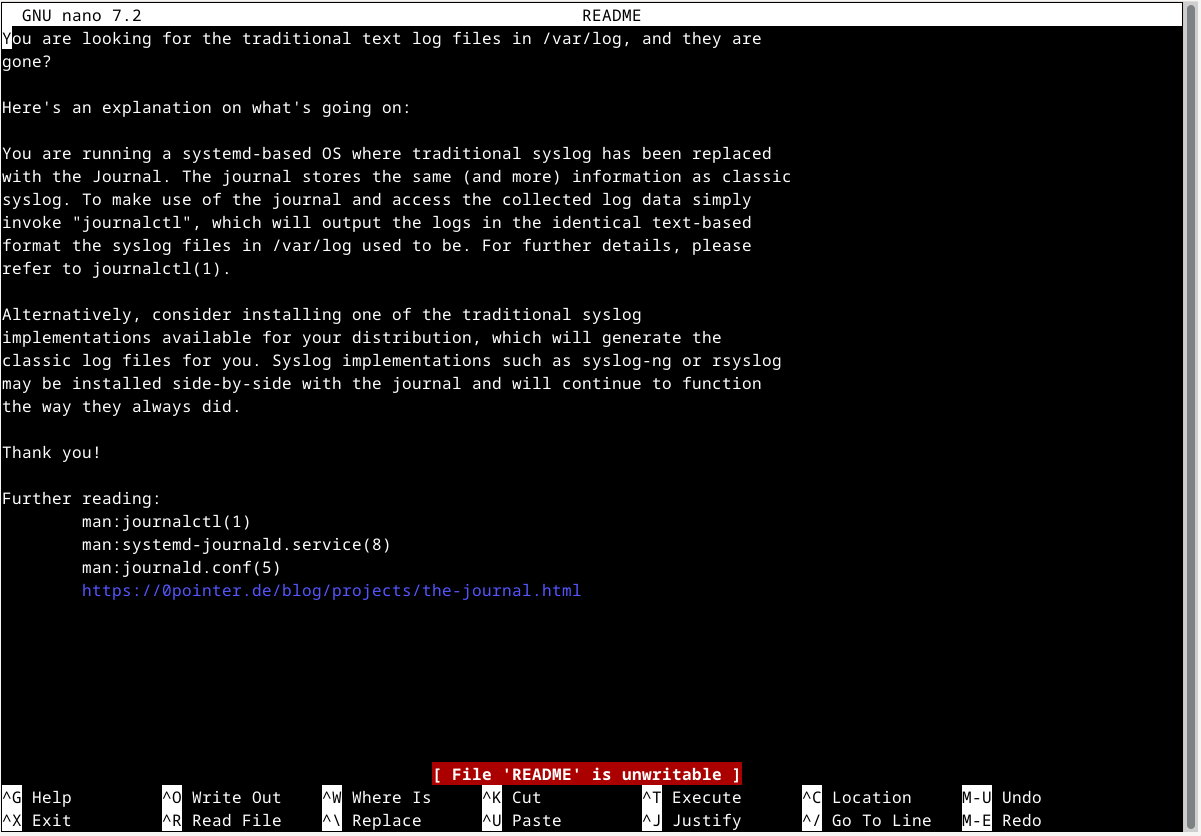 GNU nano 7.2 README
You are looking for the traditional text log files in /var/log, and they are
gone?
Here's an explanation on what's going on:
You are running a systemd-based OS where traditional syslog has been replaced
with the Journal. The journal stores the same (and more) information as classic
syslog. To make use of the journal and access the collected log data simply
invoke "journalctl", which will output the logs in the identical text-based
format the syslog files in /var/log used to be. For further details, please
refer to journalctl(1).
Alternatively, consider installing one of the traditional syslog
implementations available for your distribution, which will generate the
classic log files for you. Syslog implementations such as syslog-ng or rsyslog
may be installed side-by-side with the journal and will continue to function
the way they always did.
Thank you!
Further reading:
man:journalctl(1)
man:systemd-journald.service(8)
man:journald.conf(5)
https://0pointer.de/blog/projects/the-journal.html
[ File 'README' is unwritable ]
^G Help ^O Write Out ^W Where Is ^K Cut ^T Execute ^C Location M-U Undo
^X Exit ^R Read File ^\ Replace ^U Paste ^J Justify ^/ Go To Line M-E Redo